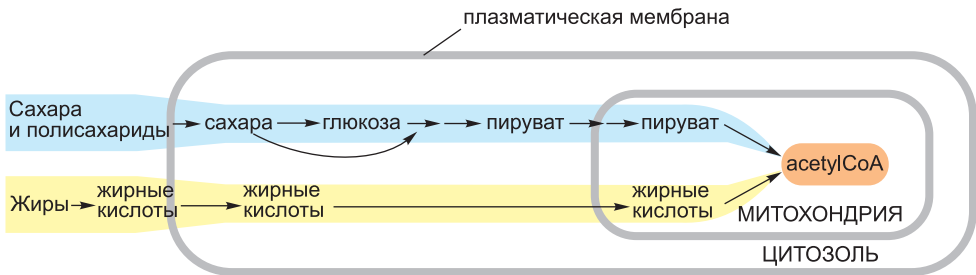 плазматическая мембрана
Сахара
и полисахариды
сахара
глюкоза
пируват
пируват
acetylCoA
Жиры
жирные
кислоты
жирные
кислоты
жирные
кислоты
МИТОХОНДРИЯ
ЦИТОЗОЛЬ